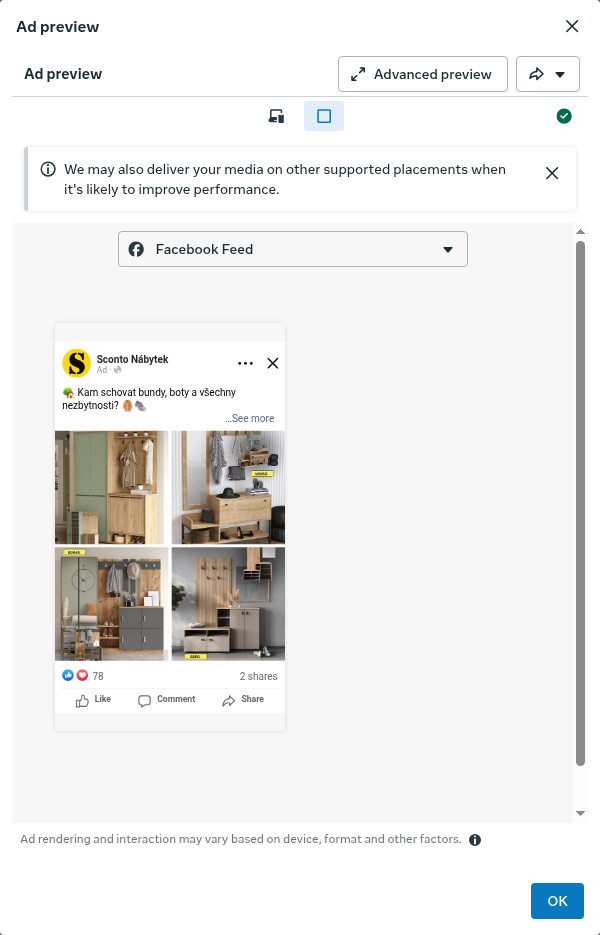 Ad preview
Ad preview
Advanced preview
We may also deliver your media on other supported placements when
it's likely to improve performance.
Facebook Feed
Sconto Nábytek
Ad ·
Kam schovat bundy, boty a všechny
nezbytnosti?
...See more
78
2 shares
Like
Comment
Share
Ad rendering and interaction may vary based on device, format and other factors.
OK